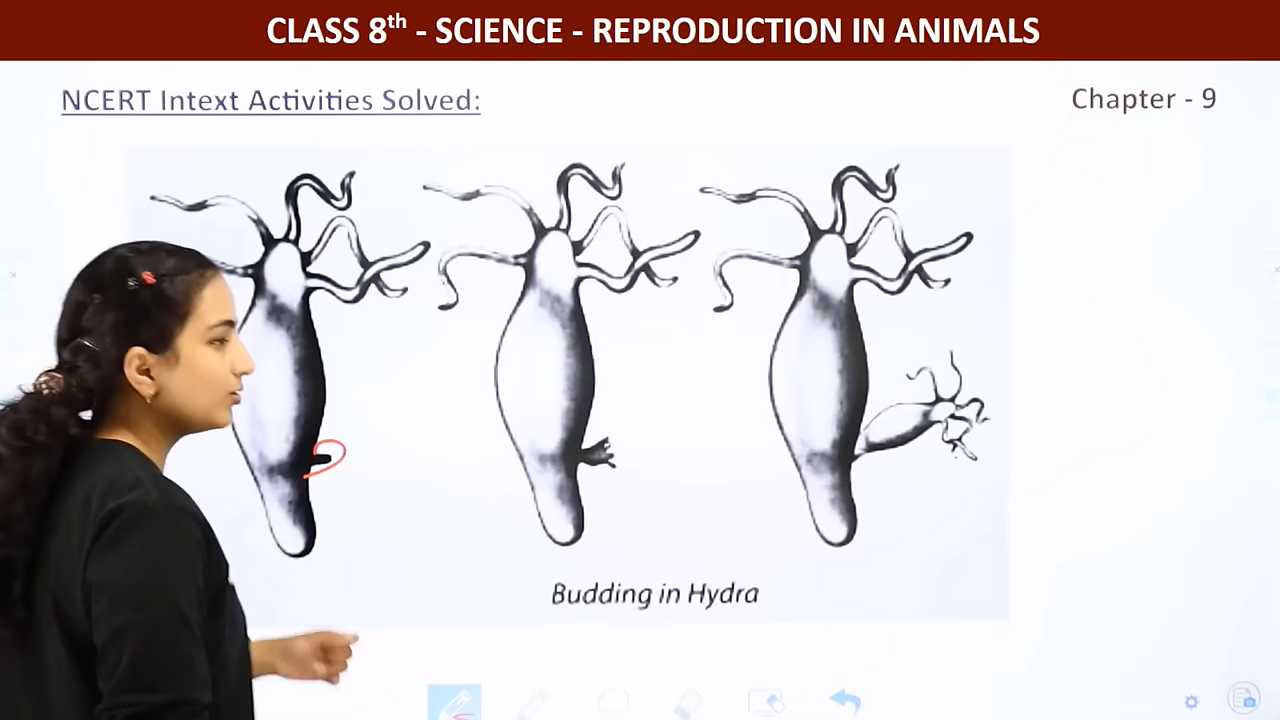 CLASS 8th - SCIENCE - REPRODUCTION IN ANIMALS
NCERT Intext Activities Solved:
Chapter - 9
Budding in Hydra